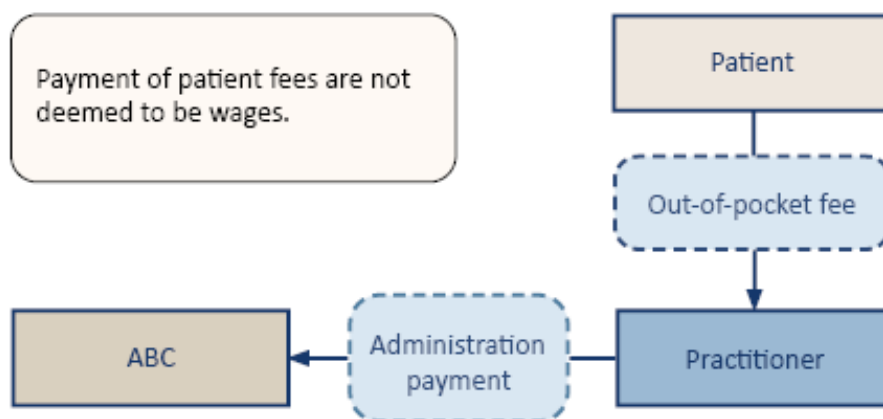 Payment of patient fees are not
deemed to be wages.
Patient
Out-of-pocket fee
ABC
Administration
payment
Practitioner